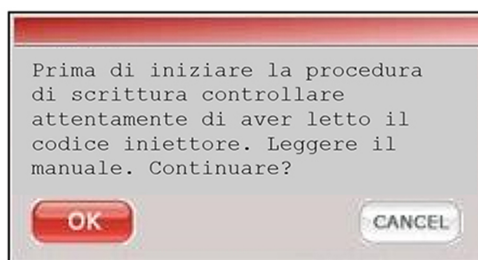 Prima di iniziare la procedura
di scrittura controllare
attentamente di aver letto il
codice iniettore. Leggere il
manuale. Continuare?
OK
CANCEL